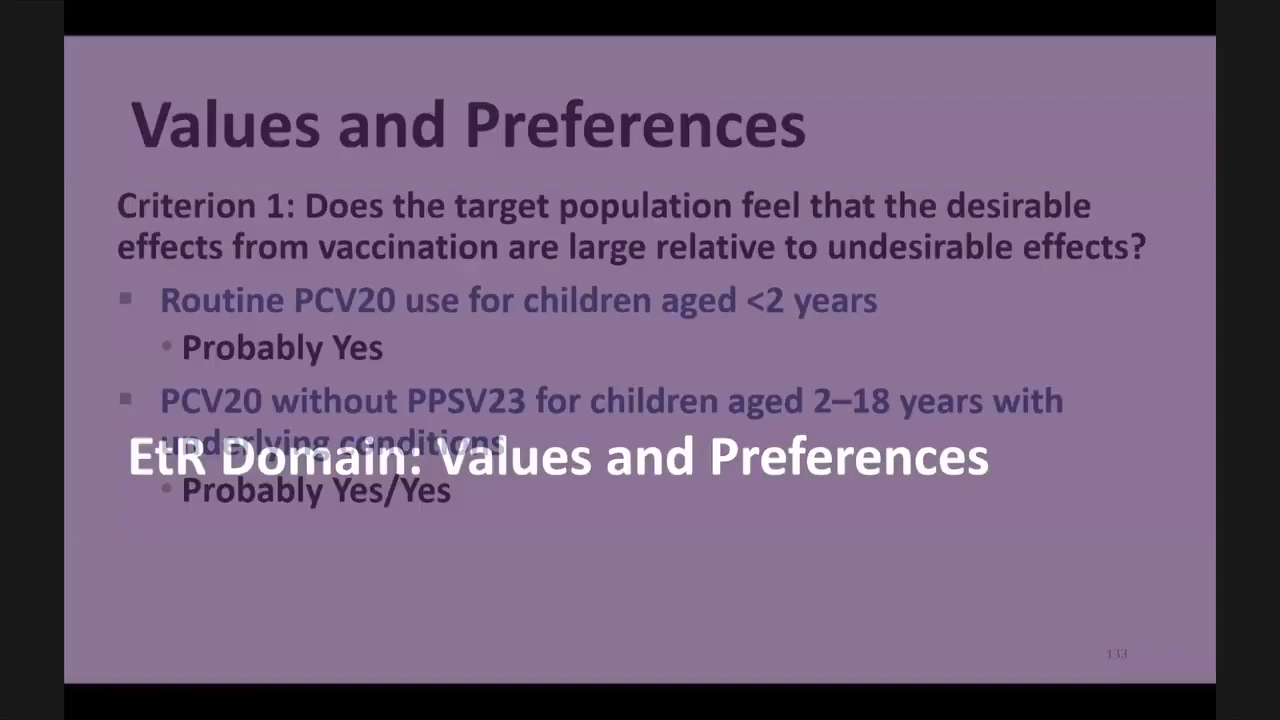 Values and Preferences
Criterion 1: Does the target population feel that the desirable
effects from vaccination are large relative to undesirable effects?
▪ Routine PCV20 use for children aged <2 years
• Probably Yes
▪ PCV20 without PPSV23 for children aged 2–18 years with
underlying conditions
EtR Domain: Values and Preferences
• Probably Yes/Yes
133